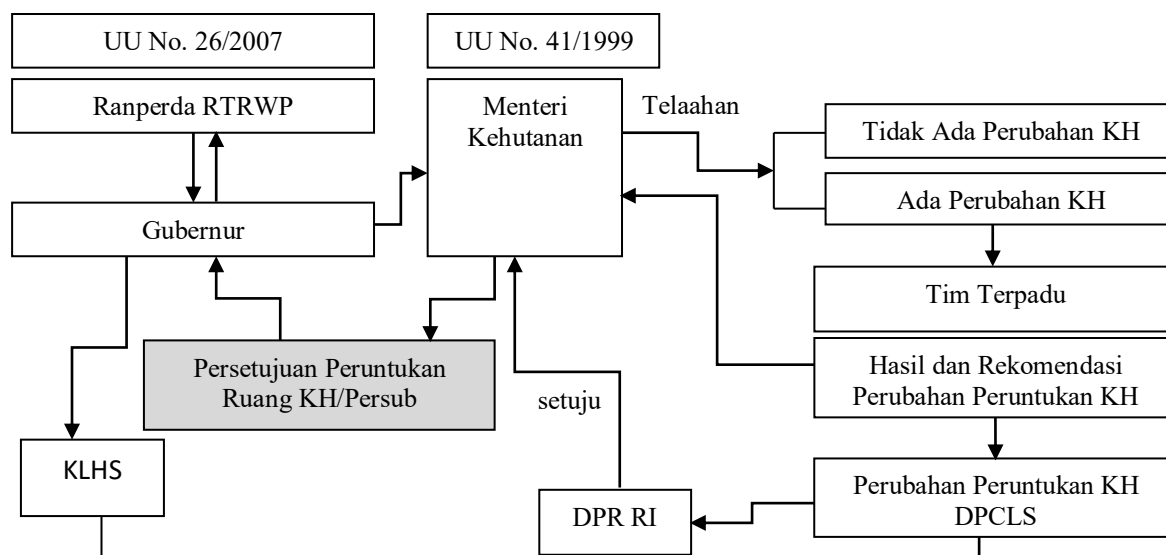 UU No. 26/2007
UU No. 41/1999
Ranperda RTRWP
Menteri
Kehutanan
Telaahan
Tidak Ada Perubahan KH
Ada Perubahan KH
Gubernur
Tim Terpadu
Persetujuan Peruntukan
Ruang KH/Persub
setuju
Hasil dan Rekomendasi
Perubahan Peruntukan KH
KLHS
DPR RI
Perubahan Peruntukan KH
DPCLS